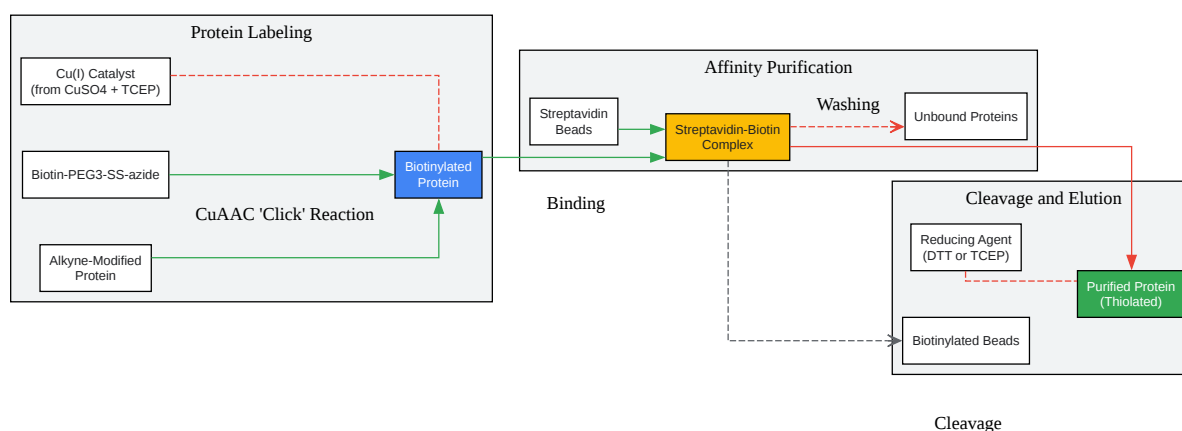 Protein Labeling
Cu(I) Catalyst
(from CuSO4 + TCEP)
Biotin-PEG3-SS-azide
Biotinylated
Protein
CuAAC 'Click' Reaction
Alkyne-Modified
Protein
Affinity Purification
Streptavidin
Beads
Streptavidin-Biotin
Complex
Washing
Unbound Proteins
Binding
Cleavage and Elution
Reducing Agent
(DTT or TCEP)
Purified Protein
(Thiolated)
Biotinylated Beads
Cleavage